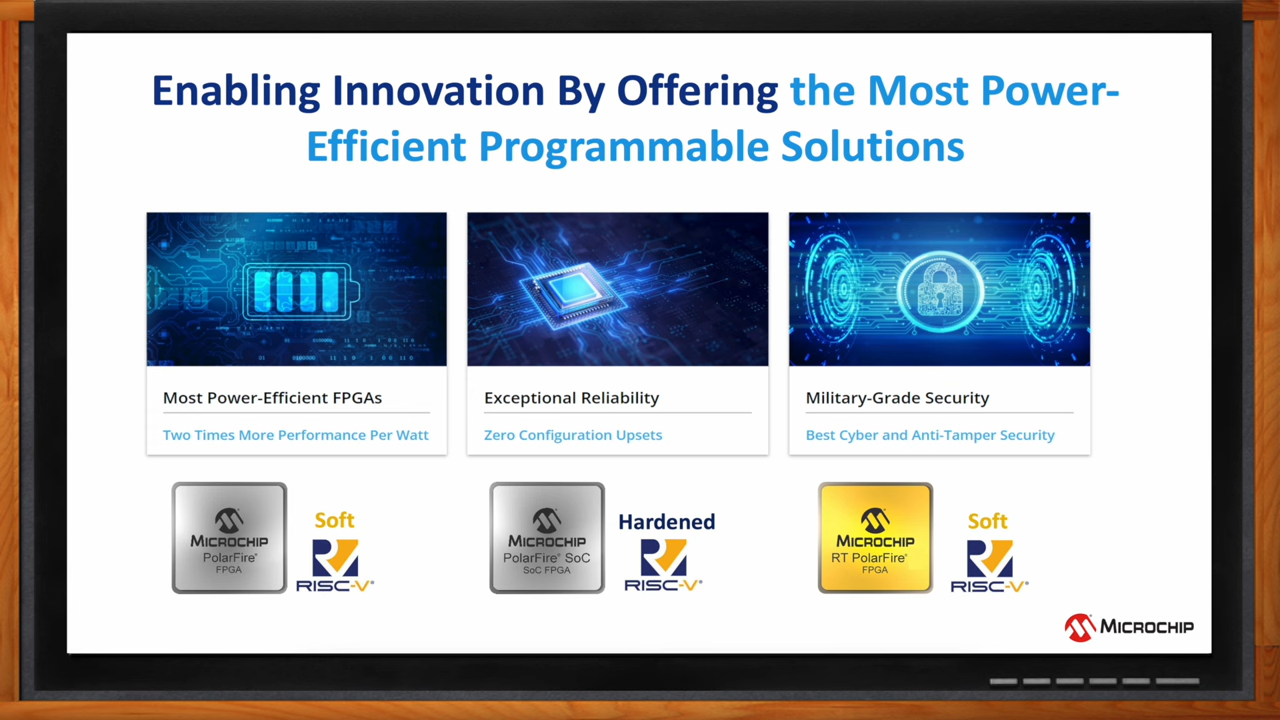 Enabling Innovation By Offering the Most Power-
Efficient Programmable Solutions
Most Power-Efficient FPGAs
Two Times More Performance Per Watt
Exceptional Reliability
Zero Configuration Upsets
Military-Grade Security
Best Cyber and Anti-Tamper Security
MICROCHIP
PolarFire®
FPGA
Soft
RISC-V®
MICROCHIP
PolarFire® SoC
SoC FPGA
Hardened
RISC-V®
MICROCHIP
RT PolarFire®
FPGA
Soft
RISC-V®
MICROCHIP